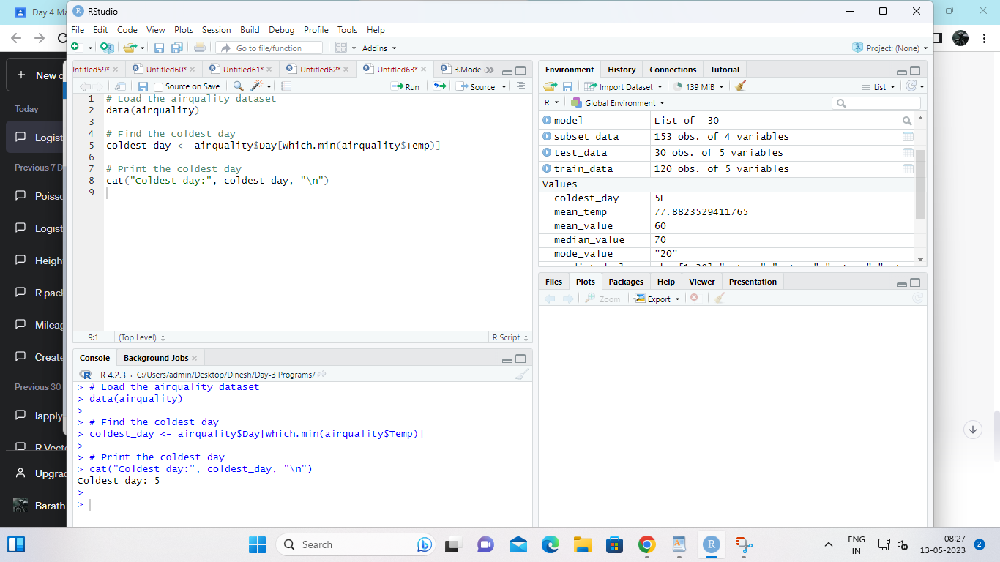 Day 4 Ma
RStudio
File Edit Code View Plots Session Build Debug Profile Tools Help
Go to file/function
Addins
Project: (None)
Intitled59*
Untitled60*
Untitled61*
Untitled62*
Untitled63*
3.Mode
Source on Save
Run
Source
1 # Load the airquality dataset
2 data(airquality)
3
4 # Find the coldest day
5 coldest_day <- airquality$Day[which.min(airquality$Temp)]
6
7 # Print the coldest day
8 cat("Coldest day:", coldest_day, "\n")
9
9:1
(Top Level)
R Script
Console
Background Jobs
R 4.2.3 · C:/Users/admin/Desktop/Dinesh/Day-3 Programs/
> # Load the airquality dataset
> data(airquality)
>
> # Find the coldest day
> coldest_day <- airquality$Day[which.min(airquality$Temp)]
>
> # Print the coldest day
> cat("Coldest day:", coldest_day, "\n")
Coldest day: 5
>
>
Environment History Connections Tutorial
Import Dataset
139 MiB
List
R
Global Environment
model List of 30
subset_data 153 obs. of 4 variables
test_data 30 obs. of 5 variables
train_data 120 obs. of 5 variables
Values
coldest_day 5L
mean_temp 77.8823529411765
mean_value 60
median_value 70
mode_value "20"
Files Plots Packages Help Viewer Presentation
Zoom
Export
New c
Today
Logist
Previous 7 D
Poisso
Logist
Heigh
R pacl
Mileag
Create
Previous 30
lapply
R Vecto
Upgrad
Barath
Search
ENG
IN
08:27
13-05-2023
2